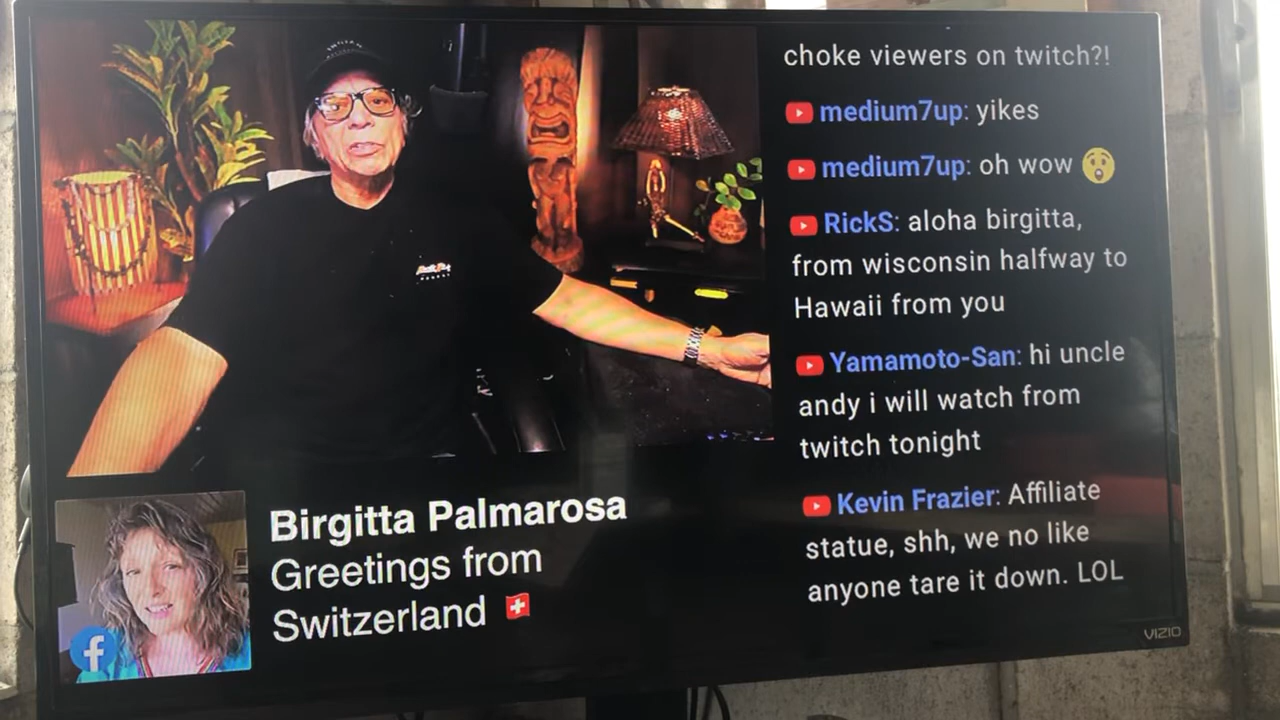 choke viewers on twitch?!
medium7up: yikes
medium7up: oh wow 😲
RickS: aloha birgitta,
from wisconsin halfway to
Hawaii from you
Yamamoto-San: hi uncle
andy i will watch from
twitch tonight
Kevin Frazier: Affiliate
statue, shh, we no like
anyone tare it down. LOL
Birgitta Palmarosa
Greetings from
Switzerland 🇨🇭
f
VIZIO